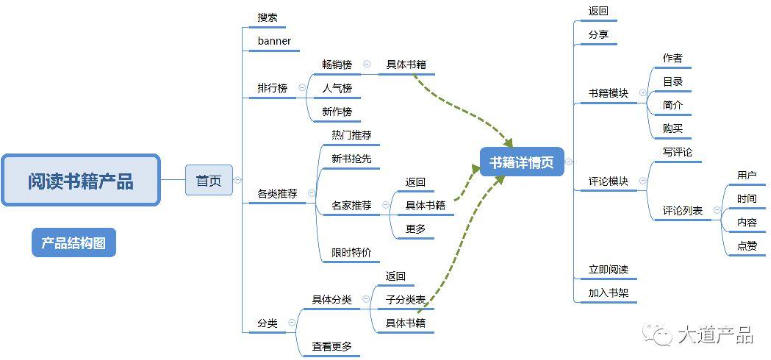 阅读书籍产品
产品结构图
首页
搜索
banner
排行榜
畅销榜
具体书籍
人气榜
新作榜
各类推荐
热门推荐
新书抢先
名家推荐
返回
具体书籍
更多
限时特价
分类
具体分类
返回
子分类表
具体书籍
查看更多
书籍详情页
返回
分享
书籍模块
作者
目录
简介
购买
评论模块
写评论
评论列表
用户
时间
内容
点赞
立即阅读
加入书架
大道产品